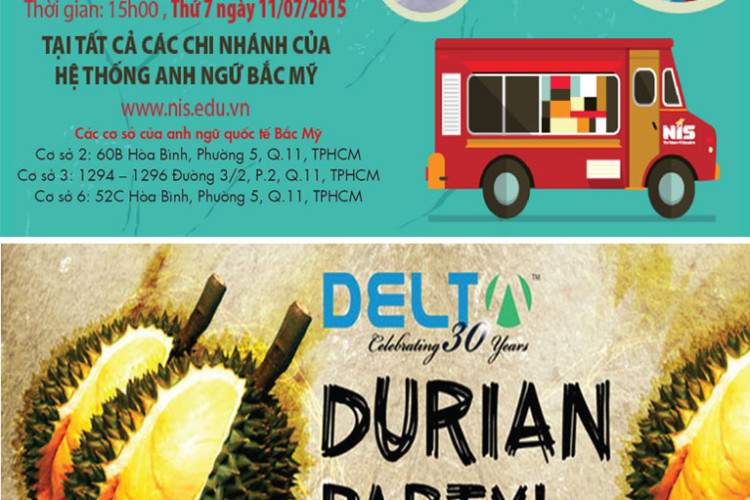 Thời gian: 15h00 , Thứ 7 ngày 11/07/2015
TẠI TẤT CẢ CÁC CHI NHÁNH CỦA
HỆ THỐNG ANH NGỮ BẮC MỸ
www.nis.edu.vn
Các cơ sở của anh ngữ quốc tế Bắc Mỹ
Cơ sở 2: 60B Hòa Bình, Phường 5, Q.11, TPHCM
Cơ sở 3: 1294 – 1296 Đường 3/2, P.2, Q.11, TPHCM
Cơ sở 6: 52C Hòa Bình, Phường 5, Q.11, TPHCM
NIS
DELTA™
Celebrating 30 Years
DURIAN
PARTY!